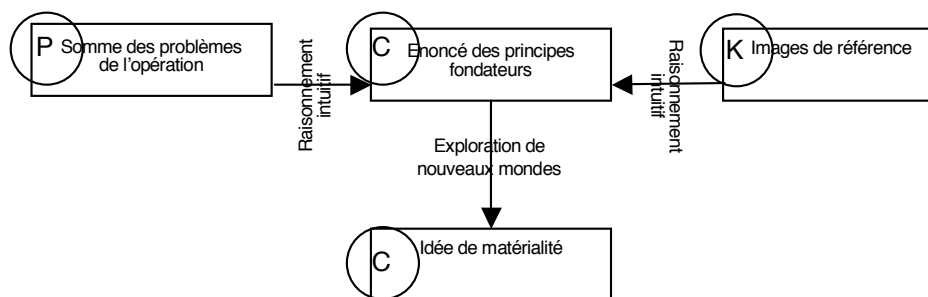 P
Somme des problèmes
de l'opération
Raisonnement
intuitif
C
Enoncé des principes
fondateurs
Raisonnement
intuitif
K
Images de référence
Exploration de
nouveaux mondes
C
Idée de matérialité